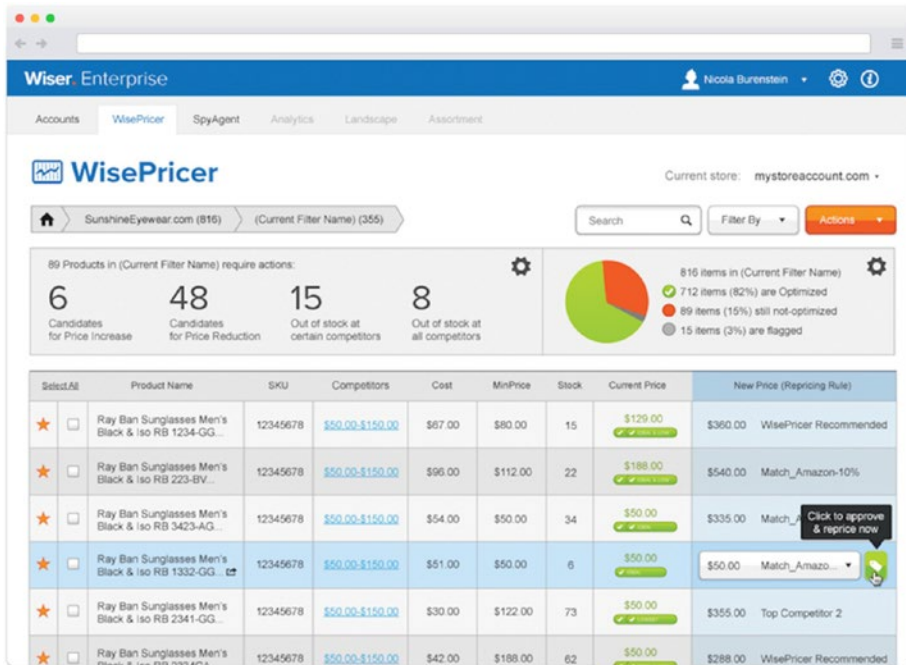 Wiser. Enterprise
Nicola Burenstein
Accounts
WisePricer
SpyAgent
Analytics
Landscape
Assortment
WisePricer
Current store: mystoreaccount.com
SunshineEyewear.com (816)
(Current Filter Name) (355)
Search
Filter By
Actions
89 Products in (Current Filter Name) require actions:
6
Candidates
for Price Increase
48
Candidates
for Price Reduction
15
Out of stock at
certain competitors
8
Out of stock at
all competitors
816 items in (Current Filter Name)
712 items (82%) are Optimized
89 items (15%) still not-optimized
15 items (3%) are flagged
Select All Product Name SKU Competitors Cost MinPrice Stock Current Price New Price (Repricing Rule)
Ray Ban Sunglasses Men's
Black & Iso RB 1234-GG...
12345678 $50.00-$150.00 $67.00 $80.00 15 $129.00 $360.00 WisePricer Recommended
Ray Ban Sunglasses Men's
Black & Iso RB 223-BV...
12345678 $50.00-$150.00 $96.00 $112.00 22 $188.00 $540.00 Match_Amazon-10%
Ray Ban Sunglasses Men's
Black & Iso RB 3423-AG...
12345678 $50.00-$150.00 $54.00 $50.00 34 $50.00 $335.00 Match_A
Click to approve
& reprice now
Ray Ban Sunglasses Men's
Black & Iso RB 1332-GG...
12345678 $50.00-$150.00 $51.00 $50.00 6 $50.00 $50.00 Match_Amazo...
Ray Ban Sunglasses Men's
Black & Iso RB 2341-GG...
12345678 $50.00-$150.00 $30.00 $122.00 73 $50.00 $355.00 Top Competitor 2
Ray Ban Sunglasses Men's
12345678 $50.00-$150.00 $42.00 $188.00 62 $50.00 $288.00 WisePricer Recommended